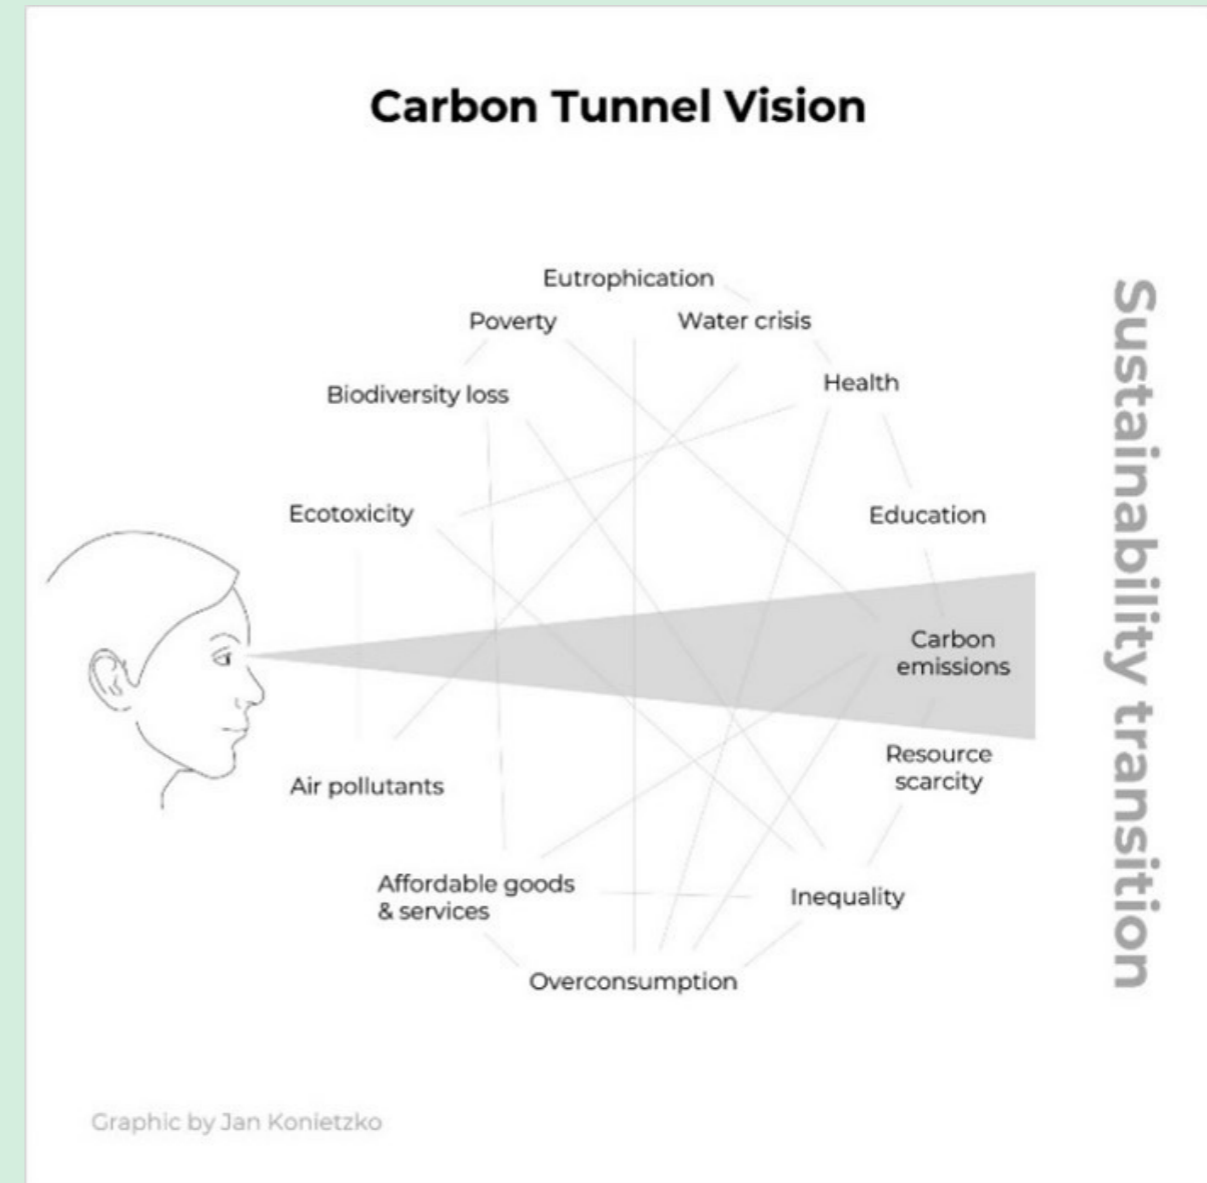 Carbon Tunnel Vision
Eutrophication
Poverty
Water crisis
Health
Biodiversity loss
Ecotoxicity
Education
Carbon
emissions
Resource
scarcity
Air pollutants
Affordable goods
& services
Inequality
Overconsumption
Sustainability transition
Graphic by Jan Konietzko